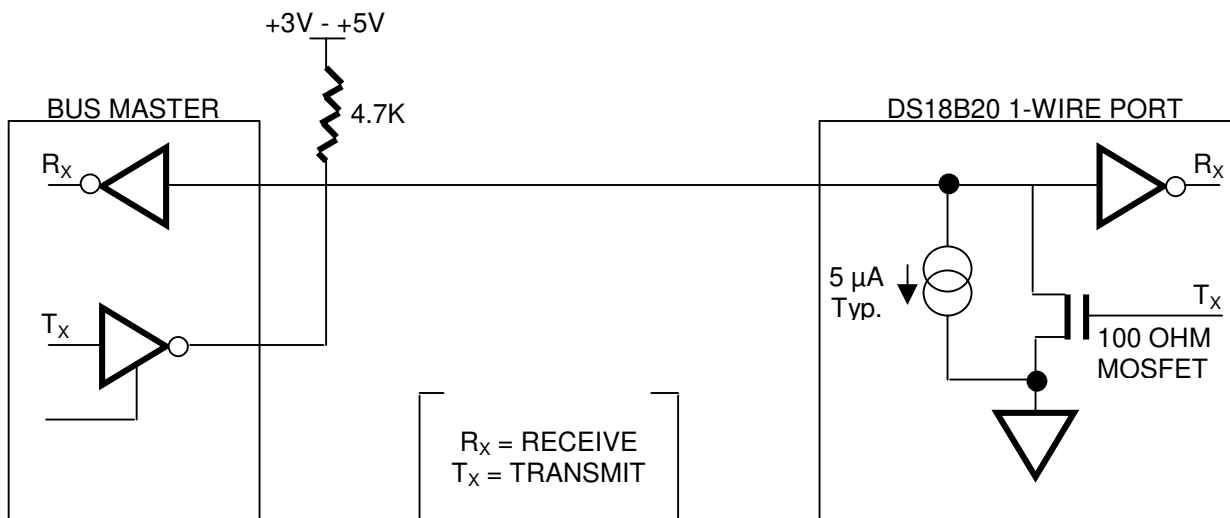 +3V - +5V
4.7K
BUS MASTER
RX
TX
RX = RECEIVE
TX = TRANSMIT
DS18B20 1-WIRE PORT
RX
5 µA
Typ.
TX
100 OHM
MOSFET